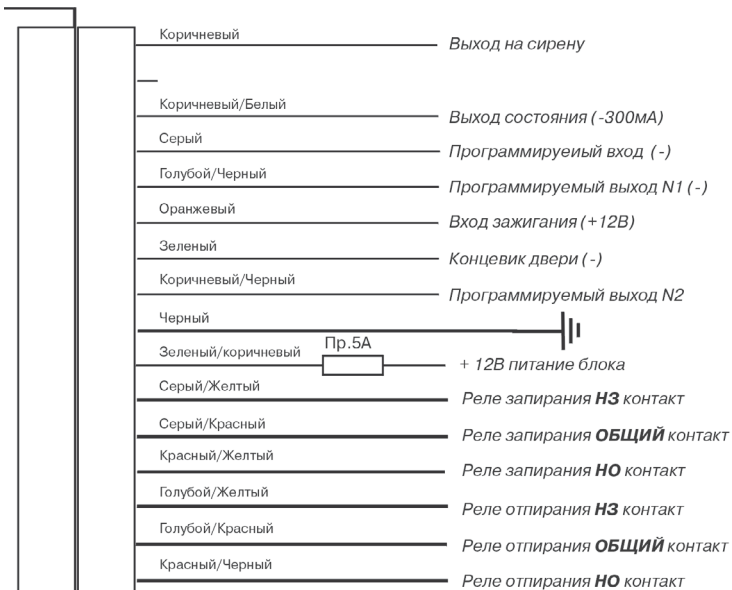 Коричневый
Выход на сирену
Коричневый/Белый
Выход состояния (-300мА)
Серый
Программируеиый вход (-)
Голубой/Черный
Программируемый выход N1 (-)
Оранжевый
Вход зажигания (+12В)
Зеленый
Концевик двери (-)
Коричневый/Черный
Программируемый выход N2
Черный
Зеленый/коричневый
Пр.5А
+ 12В питание блока
Серый/Желтый
Реле запирания НЗ контакт
Серый/Красный
Реле запирания ОБЩИЙ контакт
Красный/Желтый
Реле запирания НО контакт
Голубой/Желтый
Реле отпирания НЗ контакт
Голубой/Красный
Реле отпирания ОБЩИЙ контакт
Красный/Черный
Реле отпирания НО контакт